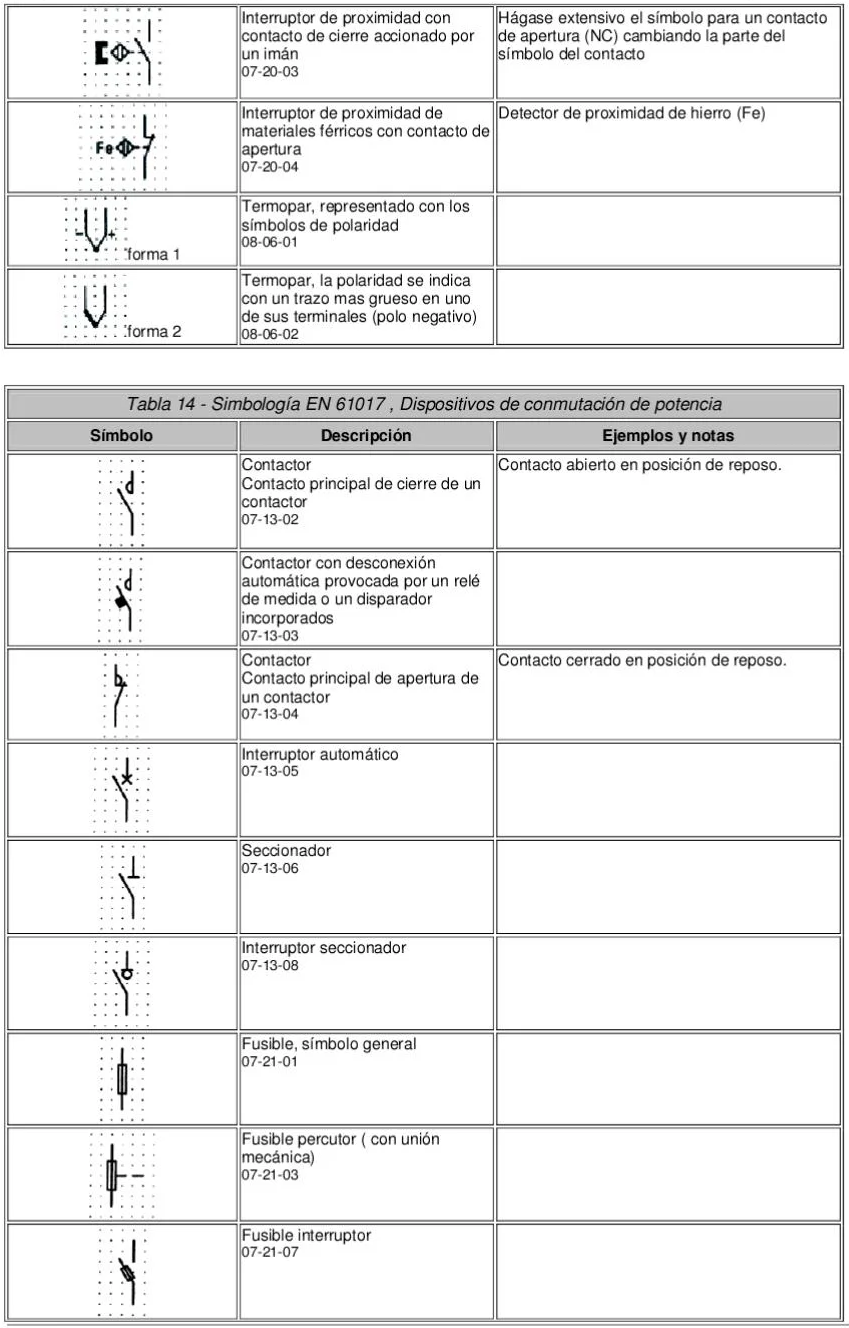 Interruptor de proximidad con
contacto de cierre accionado por
un imán
07-20-03
Hágase extensivo el símbolo para un contacto
de apertura (NC) cambiando la parte del
símbolo del contacto
Fe
Interruptor de proximidad de
materiales férricos con contacto de
apertura
07-20-04
Detector de proximidad de hierro (Fe)
- +
forma 1
Termopar, representado con los
símbolos de polaridad
08-06-01
forma 2
Termopar, la polaridad se indica
con un trazo mas grueso en uno
de sus terminales (polo negativo)
08-06-02
Tabla 14 - Simbología EN 61017 , Dispositivos de conmutación de potencia
Símbolo
Descripción
Ejemplos y notas
Contactor
Contacto principal de cierre de un
contactor
07-13-02
Contacto abierto en posición de reposo.
Contactor con desconexión
automática provocada por un relé
de medida o un disparador
incorporados
07-13-03
Contactor
Contacto principal de apertura de
un contactor
07-13-04
Contacto cerrado en posición de reposo.
Interruptor automático
07-13-05
Seccionador
07-13-06
Interruptor seccionador
07-13-08
Fusible, símbolo general
07-21-01
Fusible percutor ( con unión
mecánica)
07-21-03
Fusible interruptor
07-21-07